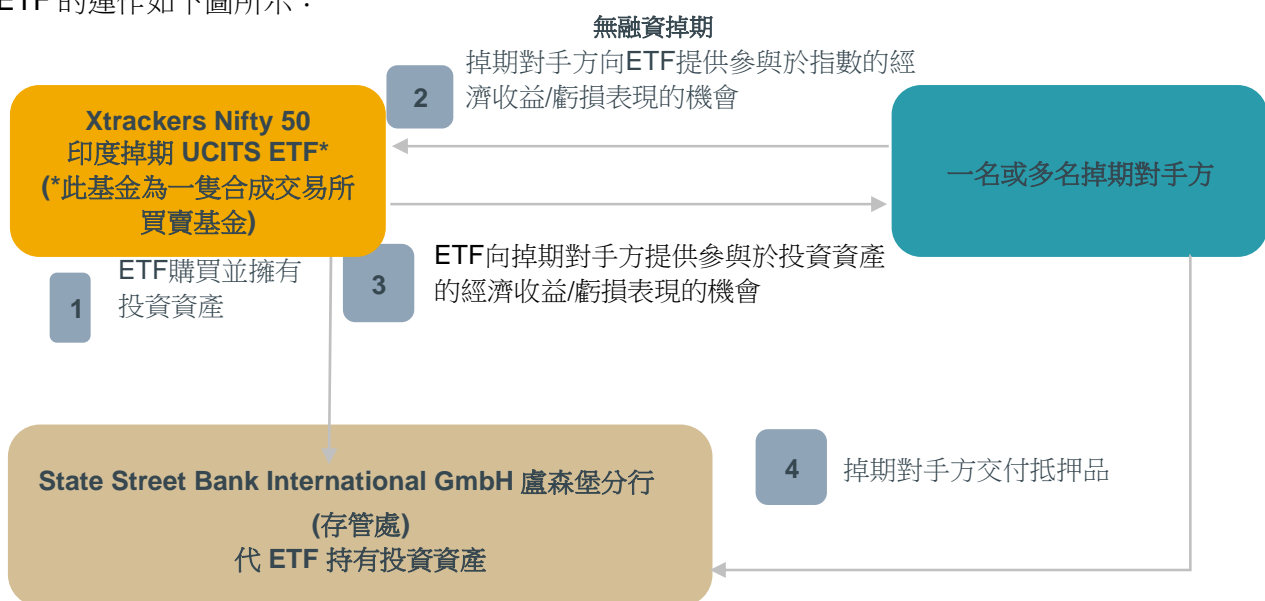 ETF 的運作如下圖所示：
無融資掉期
2
掉期對手方向ETF提供參與於指數的經
濟收益/虧損表現的機會
Xtrackers Nifty 50
印度掉期 UCITS ETF*
(*此基金為一隻合成交易所
買賣基金)
一名或多名掉期對手方
1
ETF購買並擁有
投資資產
3
ETF向掉期對手方提供參與於投資資產
的經濟收益/虧損表現的機會
State Street Bank International GmbH 盧森堡分行
(存管處)
代 ETF 持有投資資產
4
掉期對手方交付抵押品